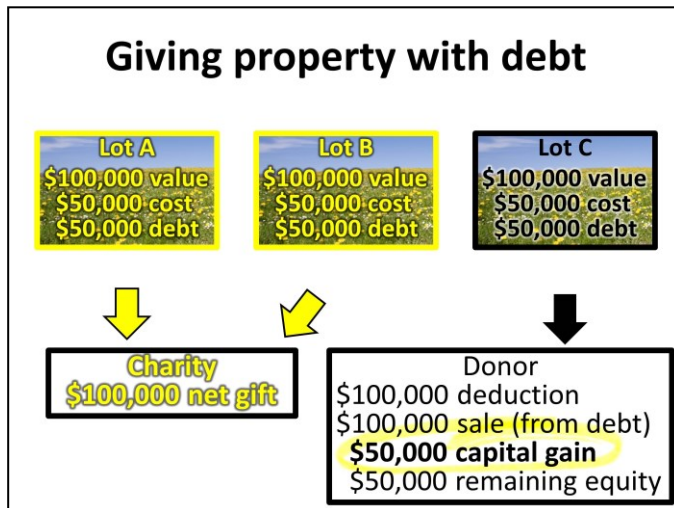 Giving property with debt
Lot A
$100,000 value
$50,000 cost
$50,000 debt
Lot B
$100,000 value
$50,000 cost
$50,000 debt
Lot C
$100,000 value
$50,000 cost
$50,000 debt
Charity
$100,000 net gift
Donor
$100,000 deduction
$100,000 sale (from debt)
$50,000 capital gain
$50,000 remaining equity